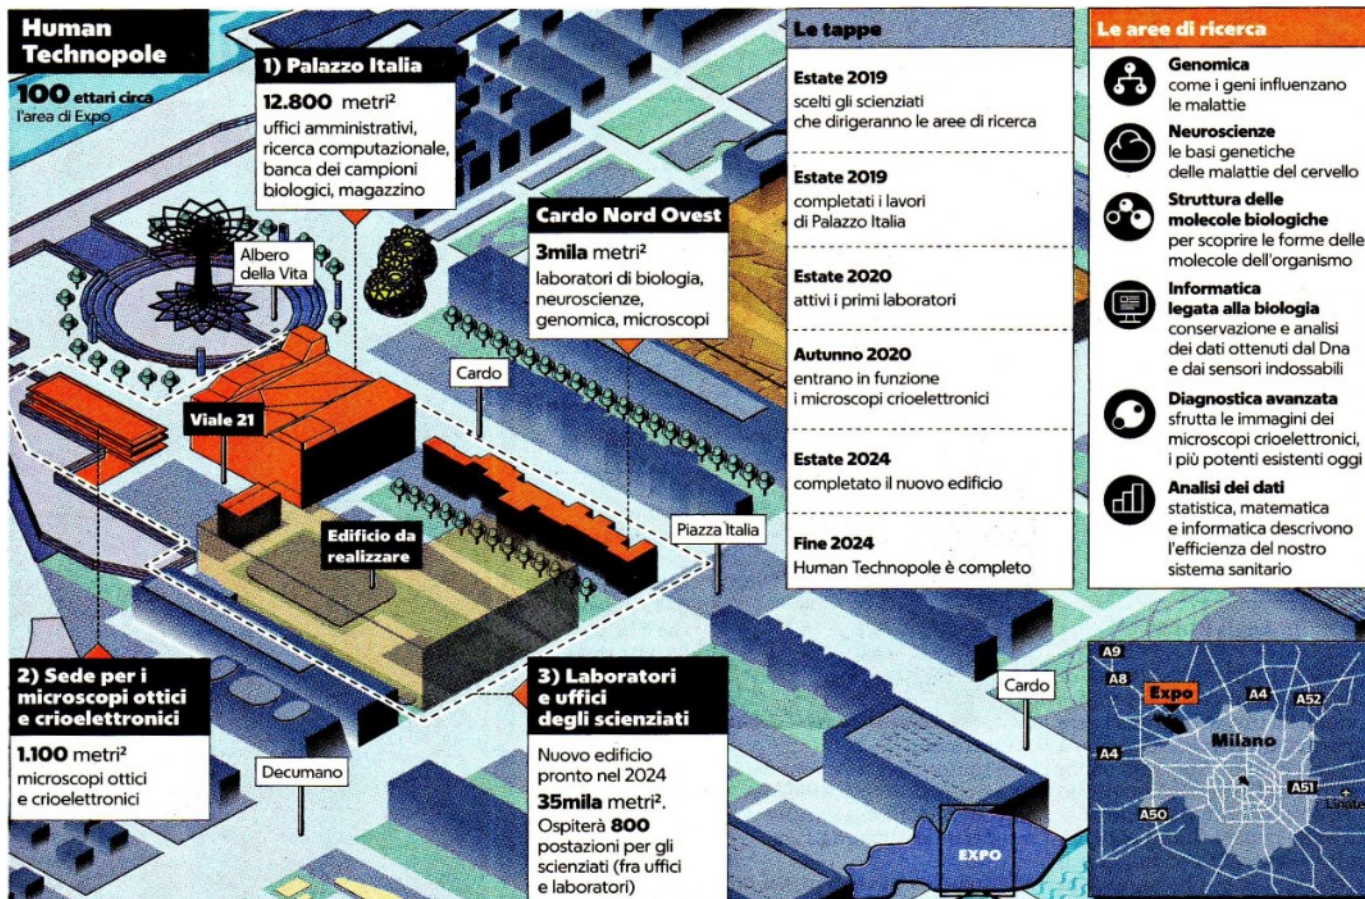 Human
Technopole
100 ettari circa
l'area di Expo
1) Palazzo Italia
12.800 metri²
uffici amministrativi,
ricerca computazionale,
banca dei campioni
biologici, magazzino
Albero
della Vita
Cardo Nord Ovest
3mila metri²
laboratori di biologia,
neuroscienze,
genomica, microscopi
Cardo
Viale 21
Edificio da
realizzare
Piazza Italia
2) Sede per i
microscopi ottici
e crioelettronici
1.100 metri²
microscopi ottici
e crioelettronici
Decumano
3) Laboratori
e uffici
degli scienziati
Nuovo edificio
pronto nel 2024
35mila metri².
Ospiterà 800
postazioni per gli
scienziati (fra uffici
e laboratori)
Cardo
EXPO
Le tappe
Estate 2019
scelti gli scienziati
che dirigeranno le aree di ricerca
Estate 2019
completati i lavori
di Palazzo Italia
Estate 2020
attivi i primi laboratori
Autunno 2020
entrano in funzione
i microscopi crioelettronici
Estate 2024
completato il nuovo edificio
Fine 2024
Human Technopole è completo
Le aree di ricerca
Genomica
come i geni influenzano
le malattie
Neuroscienze
le basi genetiche
delle malattie del cervello
Struttura delle
molecole biologiche
per scoprire le forme delle
molecole dell'organismo
Informatica
legata alla biologia
conservazione e analisi
dei dati ottenuti dal Dna
e dai sensori indossabili
Diagnostica avanzata
sfrutta le immagini dei
microscopi crioelettronici,
i più potenti esistenti oggi
Analisi dei dati
statistica, matematica
e informatica descrivono
l'efficienza del nostro
sistema sanitario
A9
A8
Expo
A4
A52
Milano
A4
A51
Linate
A50